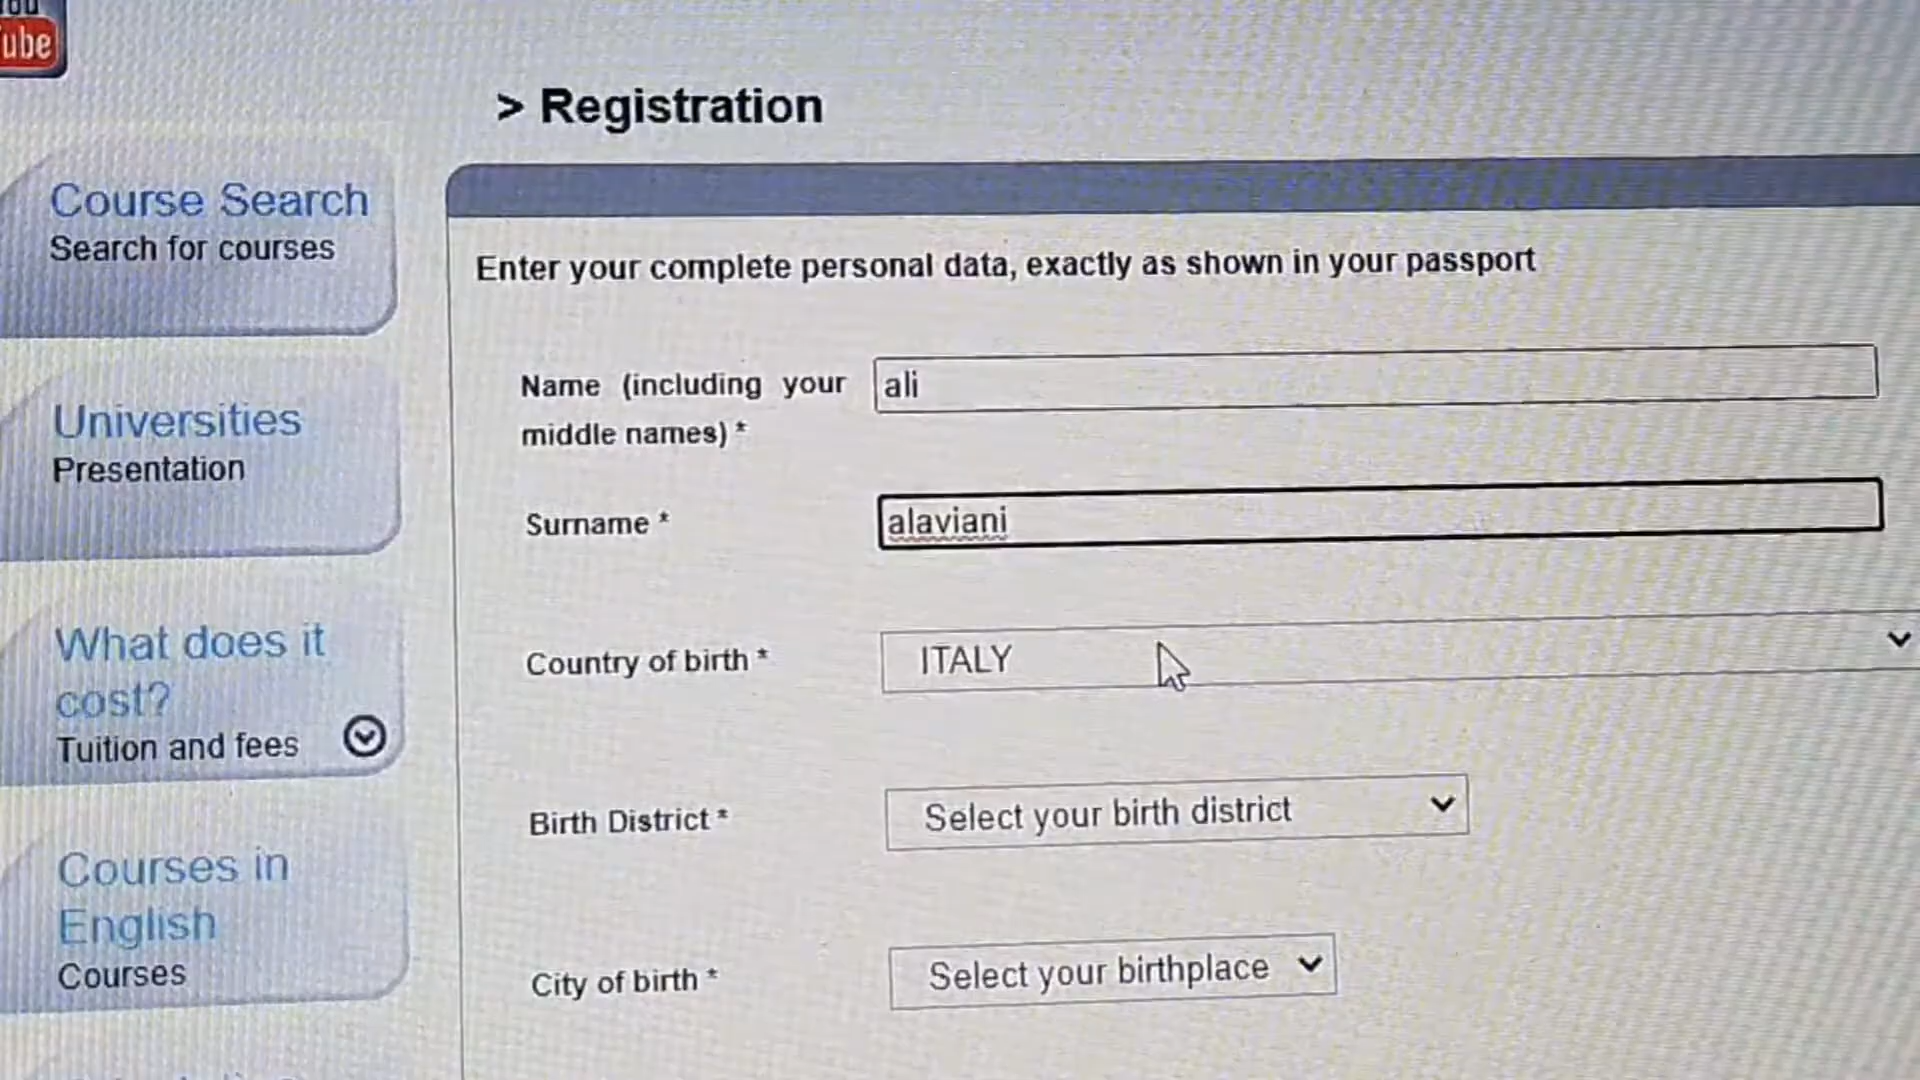 You
Tube
> Registration
Course Search
Search for courses
Enter your complete personal data, exactly as shown in your passport
Name (including your
middle names) *
ali
Universities
Presentation
Surname *
alaviani
What does it
cost?
Tuition and fees
Country of birth *
ITALY
Birth District *
Select your birth district
Courses in
English
Courses
City of birth *
Select your birthplace